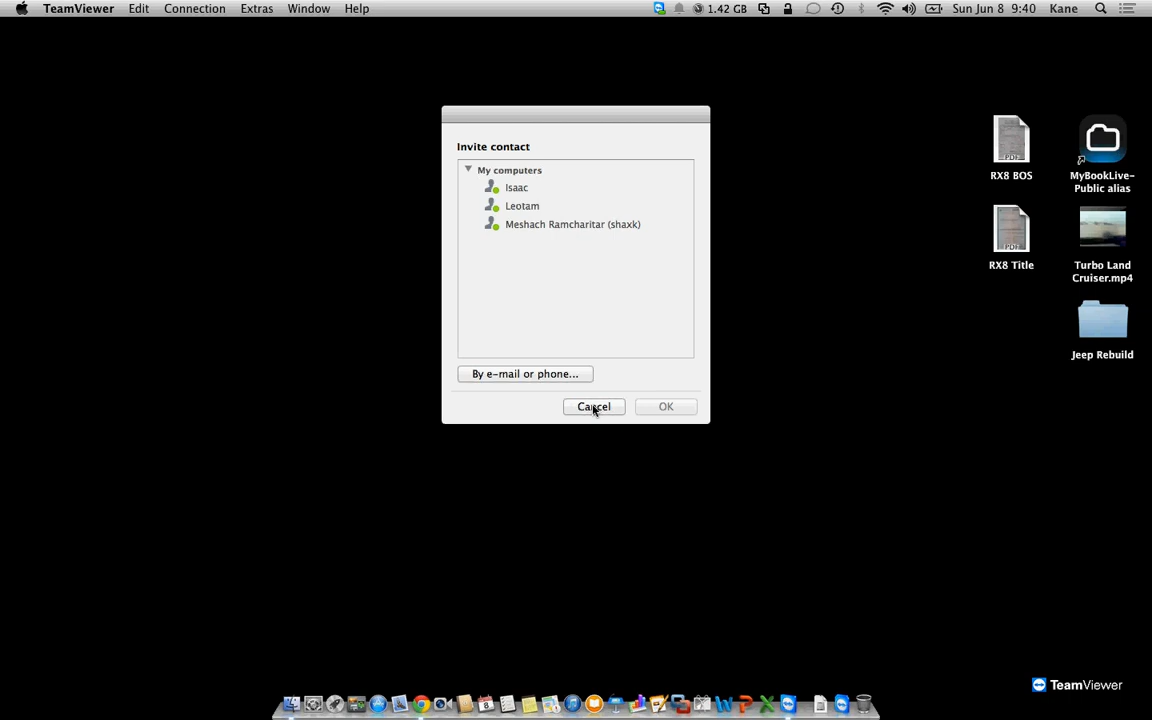 TeamViewer Edit Connection Extras Window Help 1.42 GB Sun Jun 8 9:40 Kane
Invite contact
My computers
Isaac
Leotam
Meshach Ramcharitar (shaxk)
By e-mail or phone...
Cancel OK
PDF
RX8 BOS
MyBookLive-
Public alias
PDF
RX8 Title
Turbo Land
Cruiser.mp4
Jeep Rebuild
TeamViewer